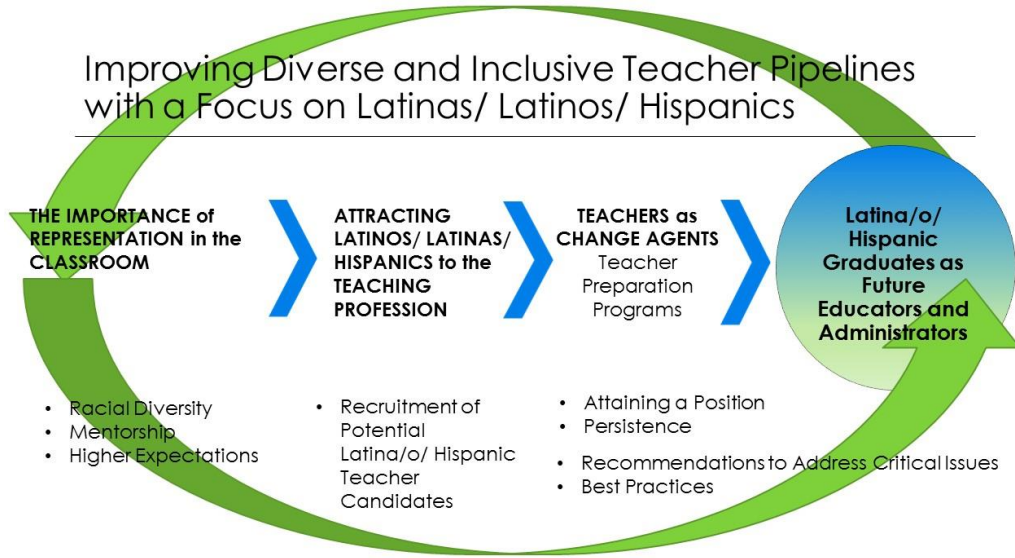 Improving Diverse and Inclusive Teacher Pipelines
with a Focus on Latinas/ Latinos/ Hispanics
THE IMPORTANCE of
REPRESENTATION in the
CLASSROOM
ATTRACTING
LATINOS/ LATINAS/
HISPANICS to the
TEACHING
PROFESSION
TEACHERS as
CHANGE AGENTS
Teacher
Preparation
Programs
Latina/o/
Hispanic
Graduates as
Future
Educators and
Administrators
• Racial Diversity
• Mentorship
• Higher Expectations
• Recruitment of
Potential
Latina/o/ Hispanic
Teacher
Candidates
• Attaining a Position
• Persistence
• Recommendations to Address Critical Issues
• Best Practices